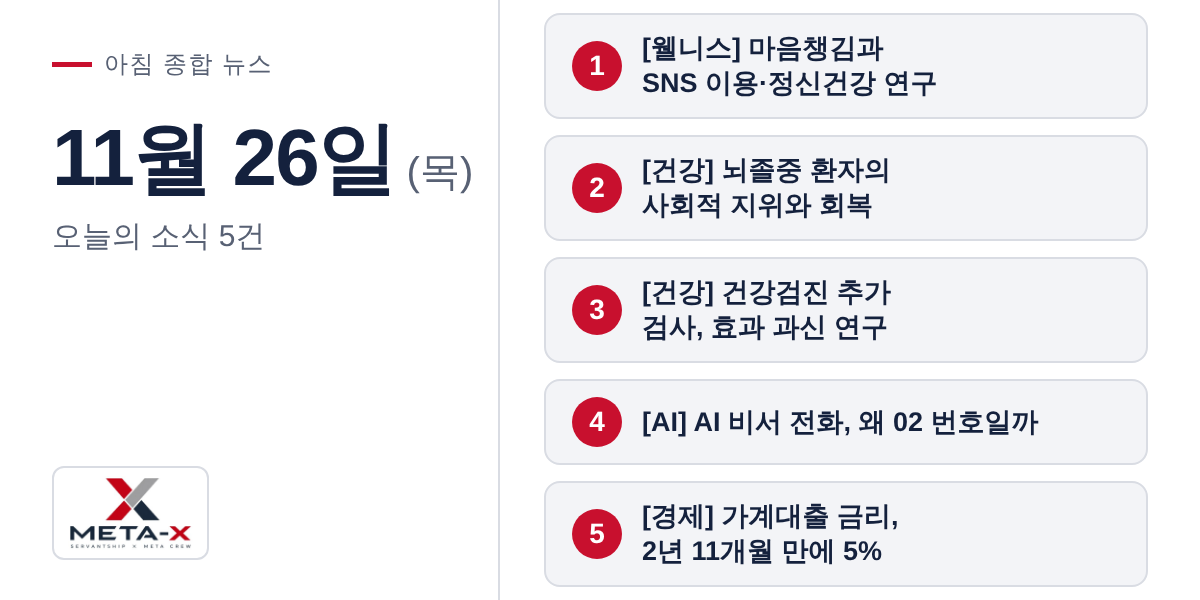 아침 종합 뉴스
11월 26일 (목)
오늘의 소식 5건
META-X
SERVANTSHIP × META CREW
1
[웰니스] 마음챙김과
SNS 이용·정신건강 연구
2
[건강] 뇌졸중 환자의
사회적 지위와 회복
3
[건강] 건강검진 추가
검사, 효과 과신 연구
4
[AI] AI 비서 전화, 왜 02 번호일까
5
[경제] 가계대출 금리,
2년 11개월 만에 5%